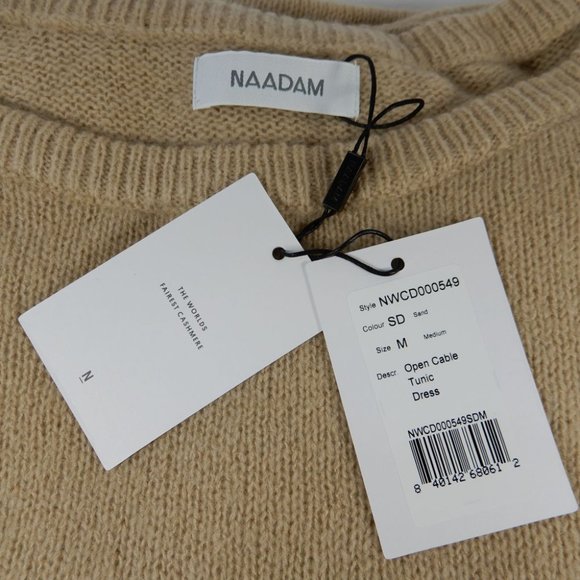 NAADAM
THE WORLDS
FAIREST CASHMERE
N
Style NWCD000549
Colour SD Sand
Size M Medium
Descr Open Cable
Tunic
Dress
NWCD000549SDM
8 40142 68061 2